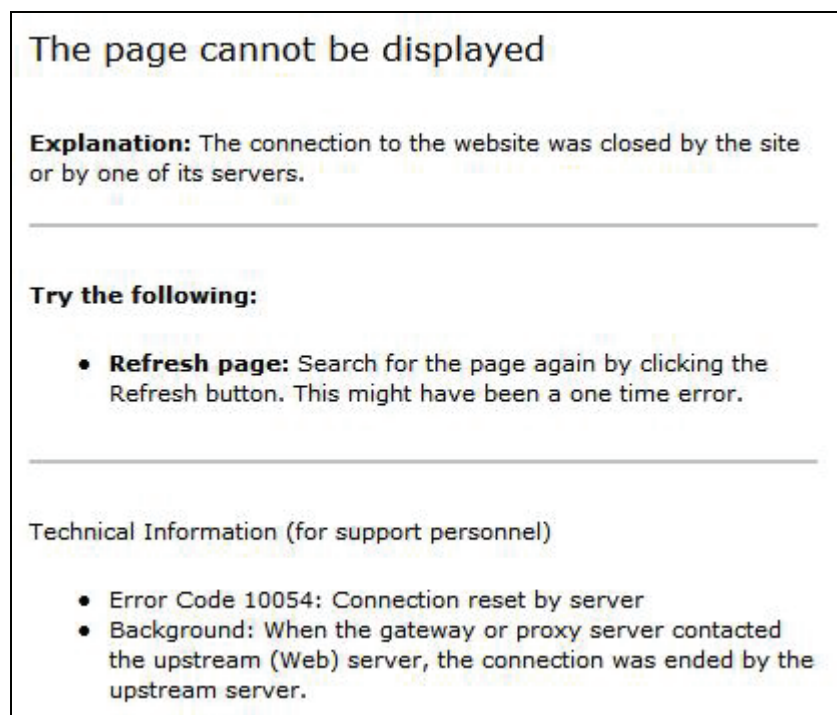 The page cannot be displayed
Explanation: The connection to the website was closed by the site
or by one of its servers.
Try the following:
• Refresh page: Search for the page again by clicking the
Refresh button. This might have been a one time error.
Technical Information (for support personnel)
• Error Code 10054: Connection reset by server
• Background: When the gateway or proxy server contacted
the upstream (Web) server, the connection was ended by the
upstream server.